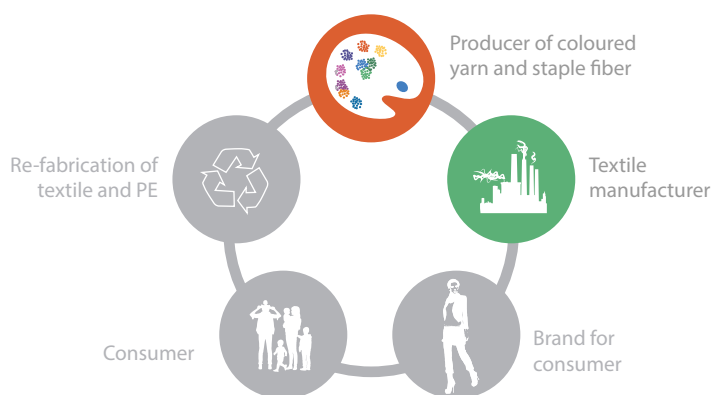 Producer of coloured
yarn and staple fiber
Re-fabrication of
textile and PE
Textile
manufacturer
Consumer
Brand for
consumer